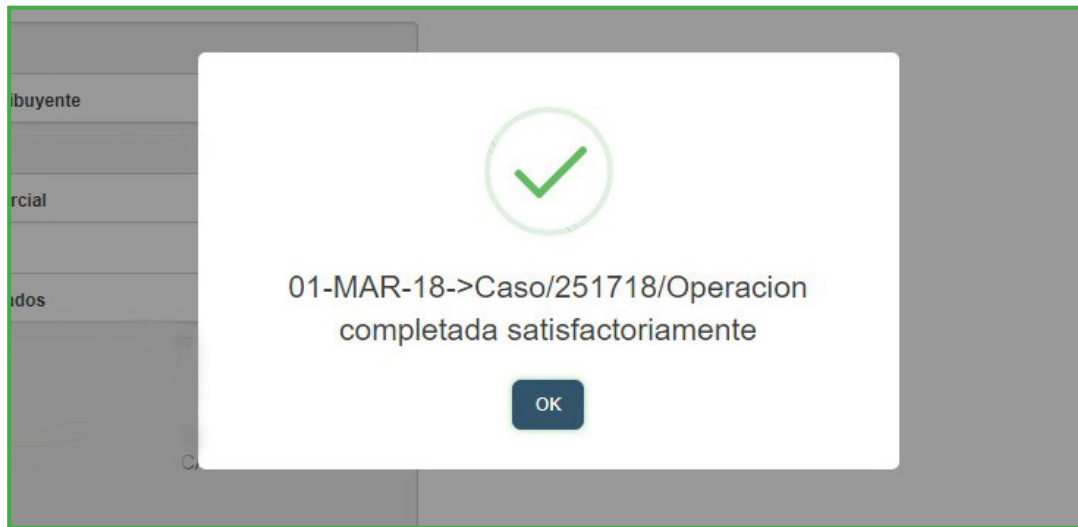 ibuyente
rcial
ados
01-MAR-18->Caso/251718/Operacion
completada satisfactoriamente
OK